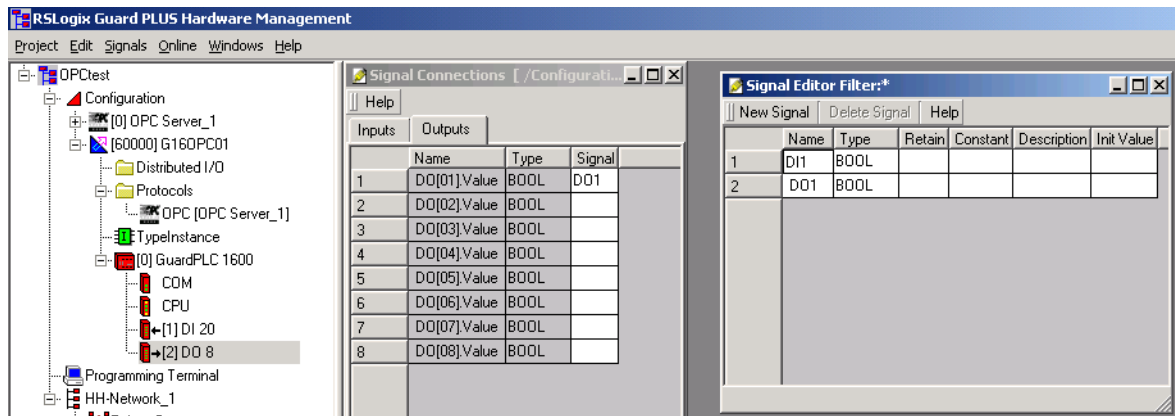 RSLogix Guard PLUS Hardware Management
Project Edit Signals Online Windows Help
OPCtest
Configuration
[0] OPC Server_1
[60000] G16OPC01
Distributed I/O
Protocols
OPC [OPC Server_1]
TypeInstance
[0] GuardPLC 1600
COM
CPU
[1] DI 20
[2] DO 8
Programming Terminal
HH-Network_1
Signal Connections [ /Configurati...
Help
Inputs Outputs
Name Type Signal
1 DO[01].Value BOOL DO1
2 DO[02].Value BOOL
3 DO[03].Value BOOL
4 DO[04].Value BOOL
5 DO[05].Value BOOL
6 DO[06].Value BOOL
7 DO[07].Value BOOL
8 DO[08].Value BOOL
Signal Editor Filter:*
New Signal Delete Signal Help
Name Type Retain Constant Description Init Value
1 DI1 BOOL
2 DO1 BOOL